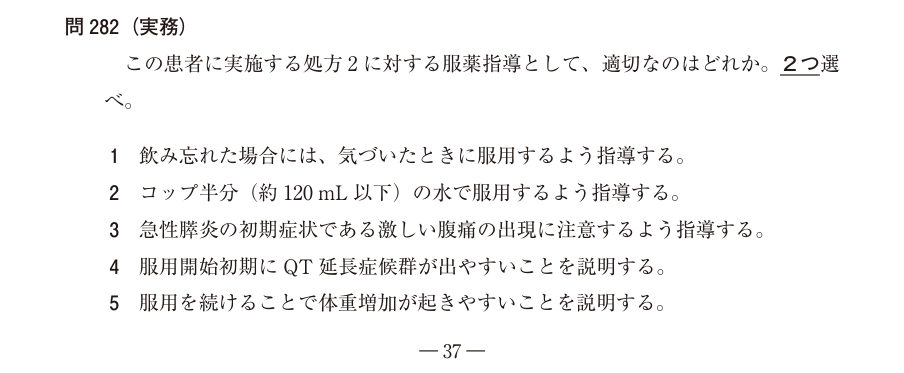 問 282(実務)
この患者に実施する処方2に対する服薬指導として、適切なのはどれか。2つ選
べ。
1 飲み忘れた場合には、気づいたときに服用するよう指導する。
2 コップ半分(約 120 mL 以下)の水で服用するよう指導する。
3 急性膵炎の初期症状である激しい腹痛の出現に注意するよう指導する。
4 服用開始初期に QT 延長症候群が出やすいことを説明する。
5 服用を続けることで体重増加が起きやすいことを説明する。
— 37 —